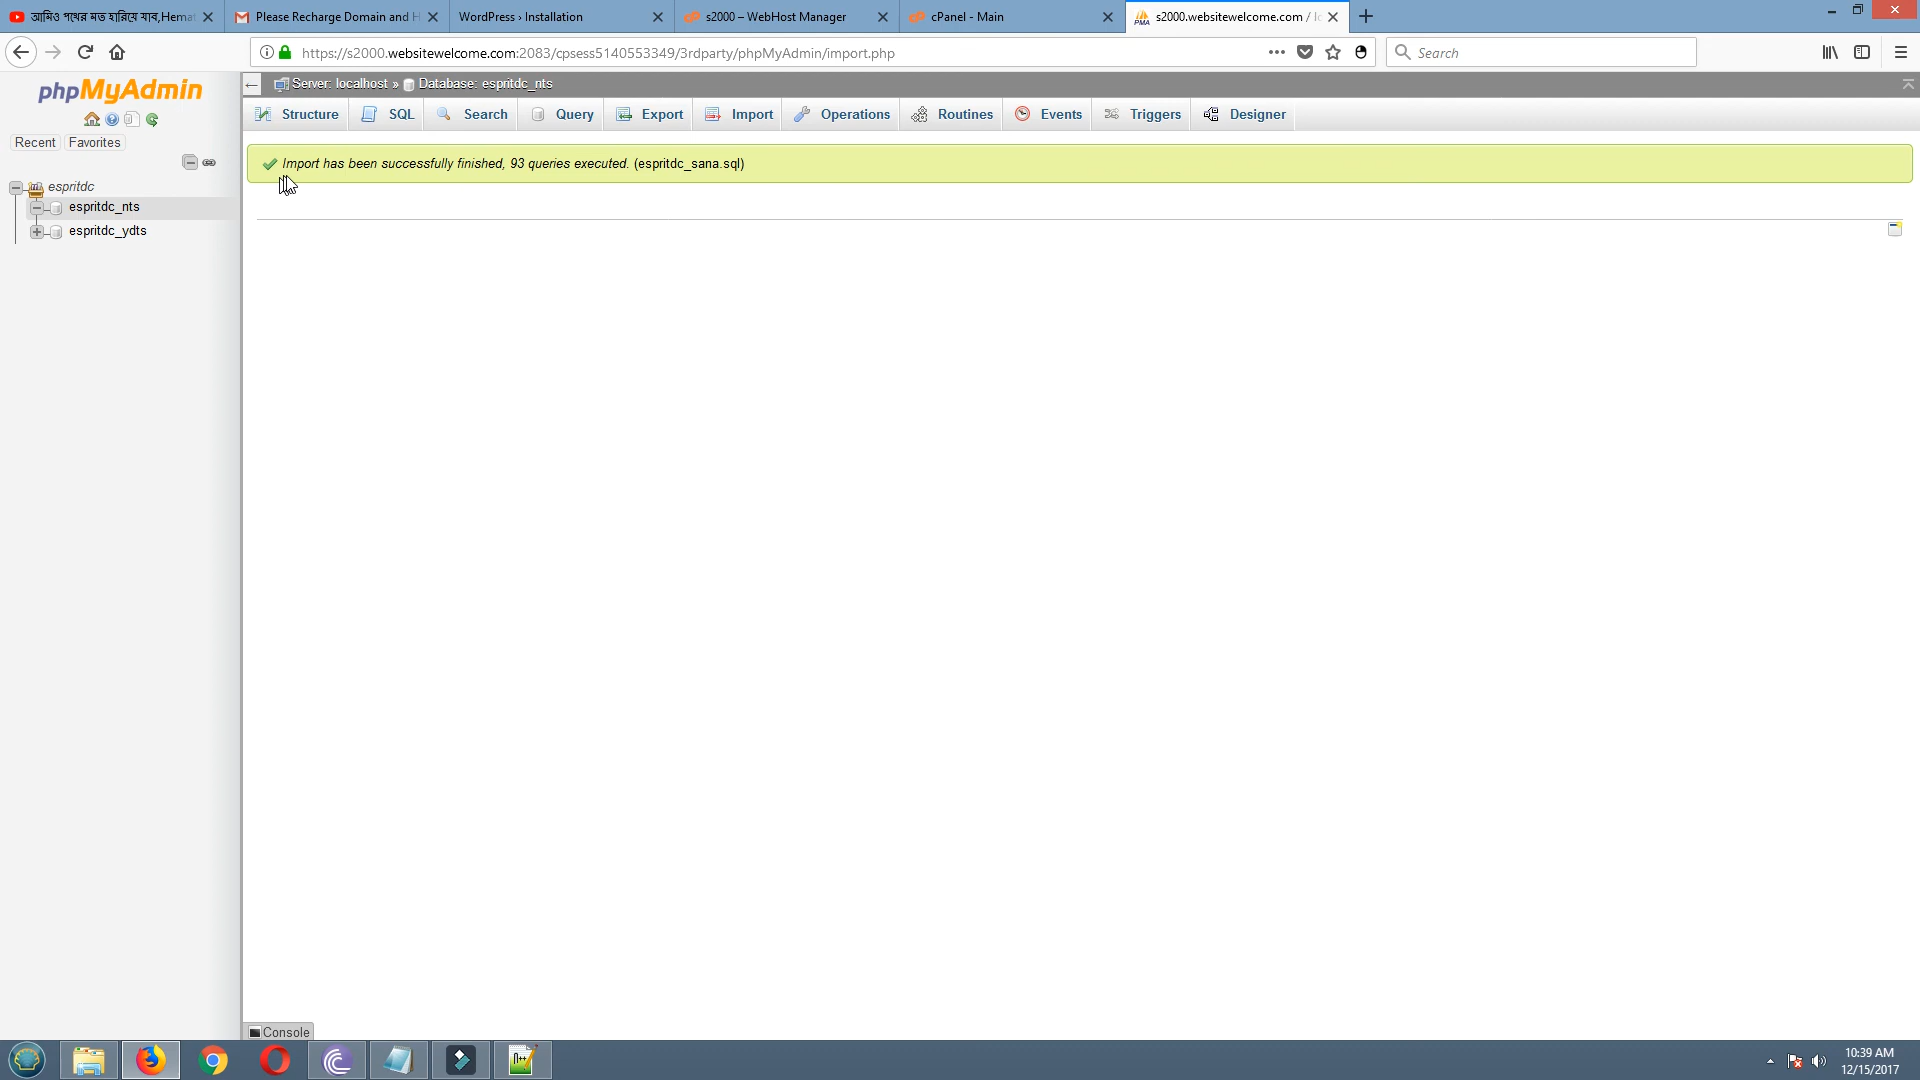 আমিও পথের মত হারিয়ে যাব,Hemat
Please Recharge Domain and H
WordPress › Installation
s2000 – WebHost Manager
cPanel - Main
s2000.websitewelcome.com / lo
https://s2000.websitewelcome.com:2083/cpsess5140553349/3rdparty/phpMyAdmin/import.php
Search
phpMyAdmin
Recent
Favorites
espritdc
espritdc_nts
espritdc_ydts
Server: localhost » Database: espritdc_nts
Structure
SQL
Search
Query
Export
Import
Operations
Routines
Events
Triggers
Designer
Import has been successfully finished, 93 queries executed. (espritdc_sana.sql)
Console
10:39 AM
12/15/2017